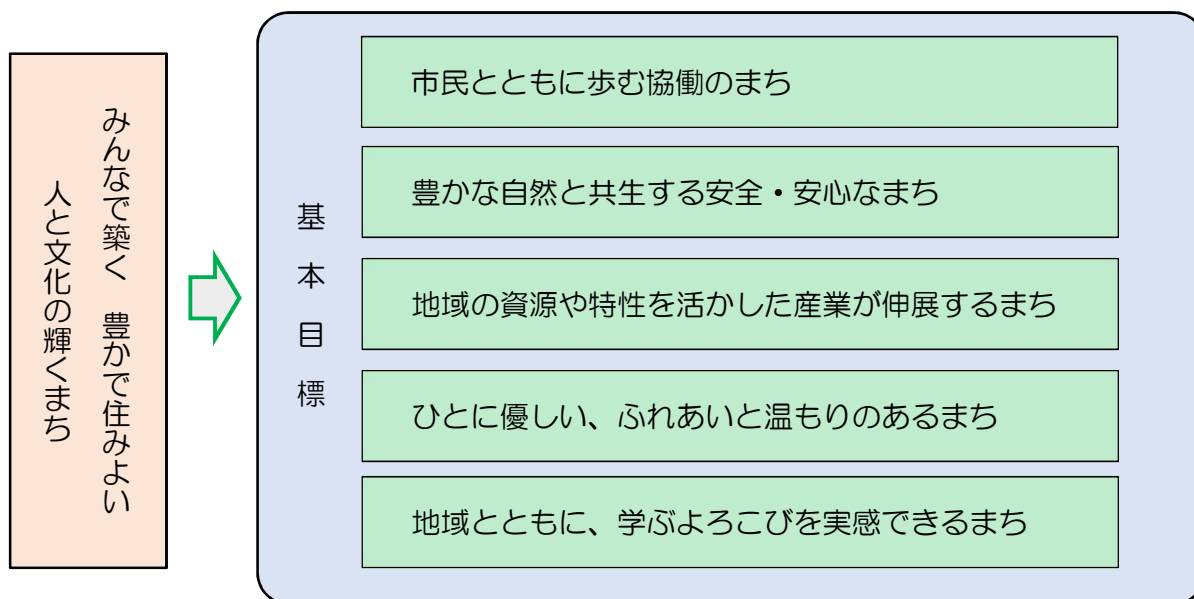 みんなで築く　豊かで住みよい
人と文化の輝くまち
基本目標
市民とともに歩む協働のまち
豊かな自然と共生する安全・安心なまち
地域の資源や特性を活かした産業が伸展するまち
ひとに優しい、ふれあいと温もりのあるまち
地域とともに、学ぶよろこびを実感できるまち